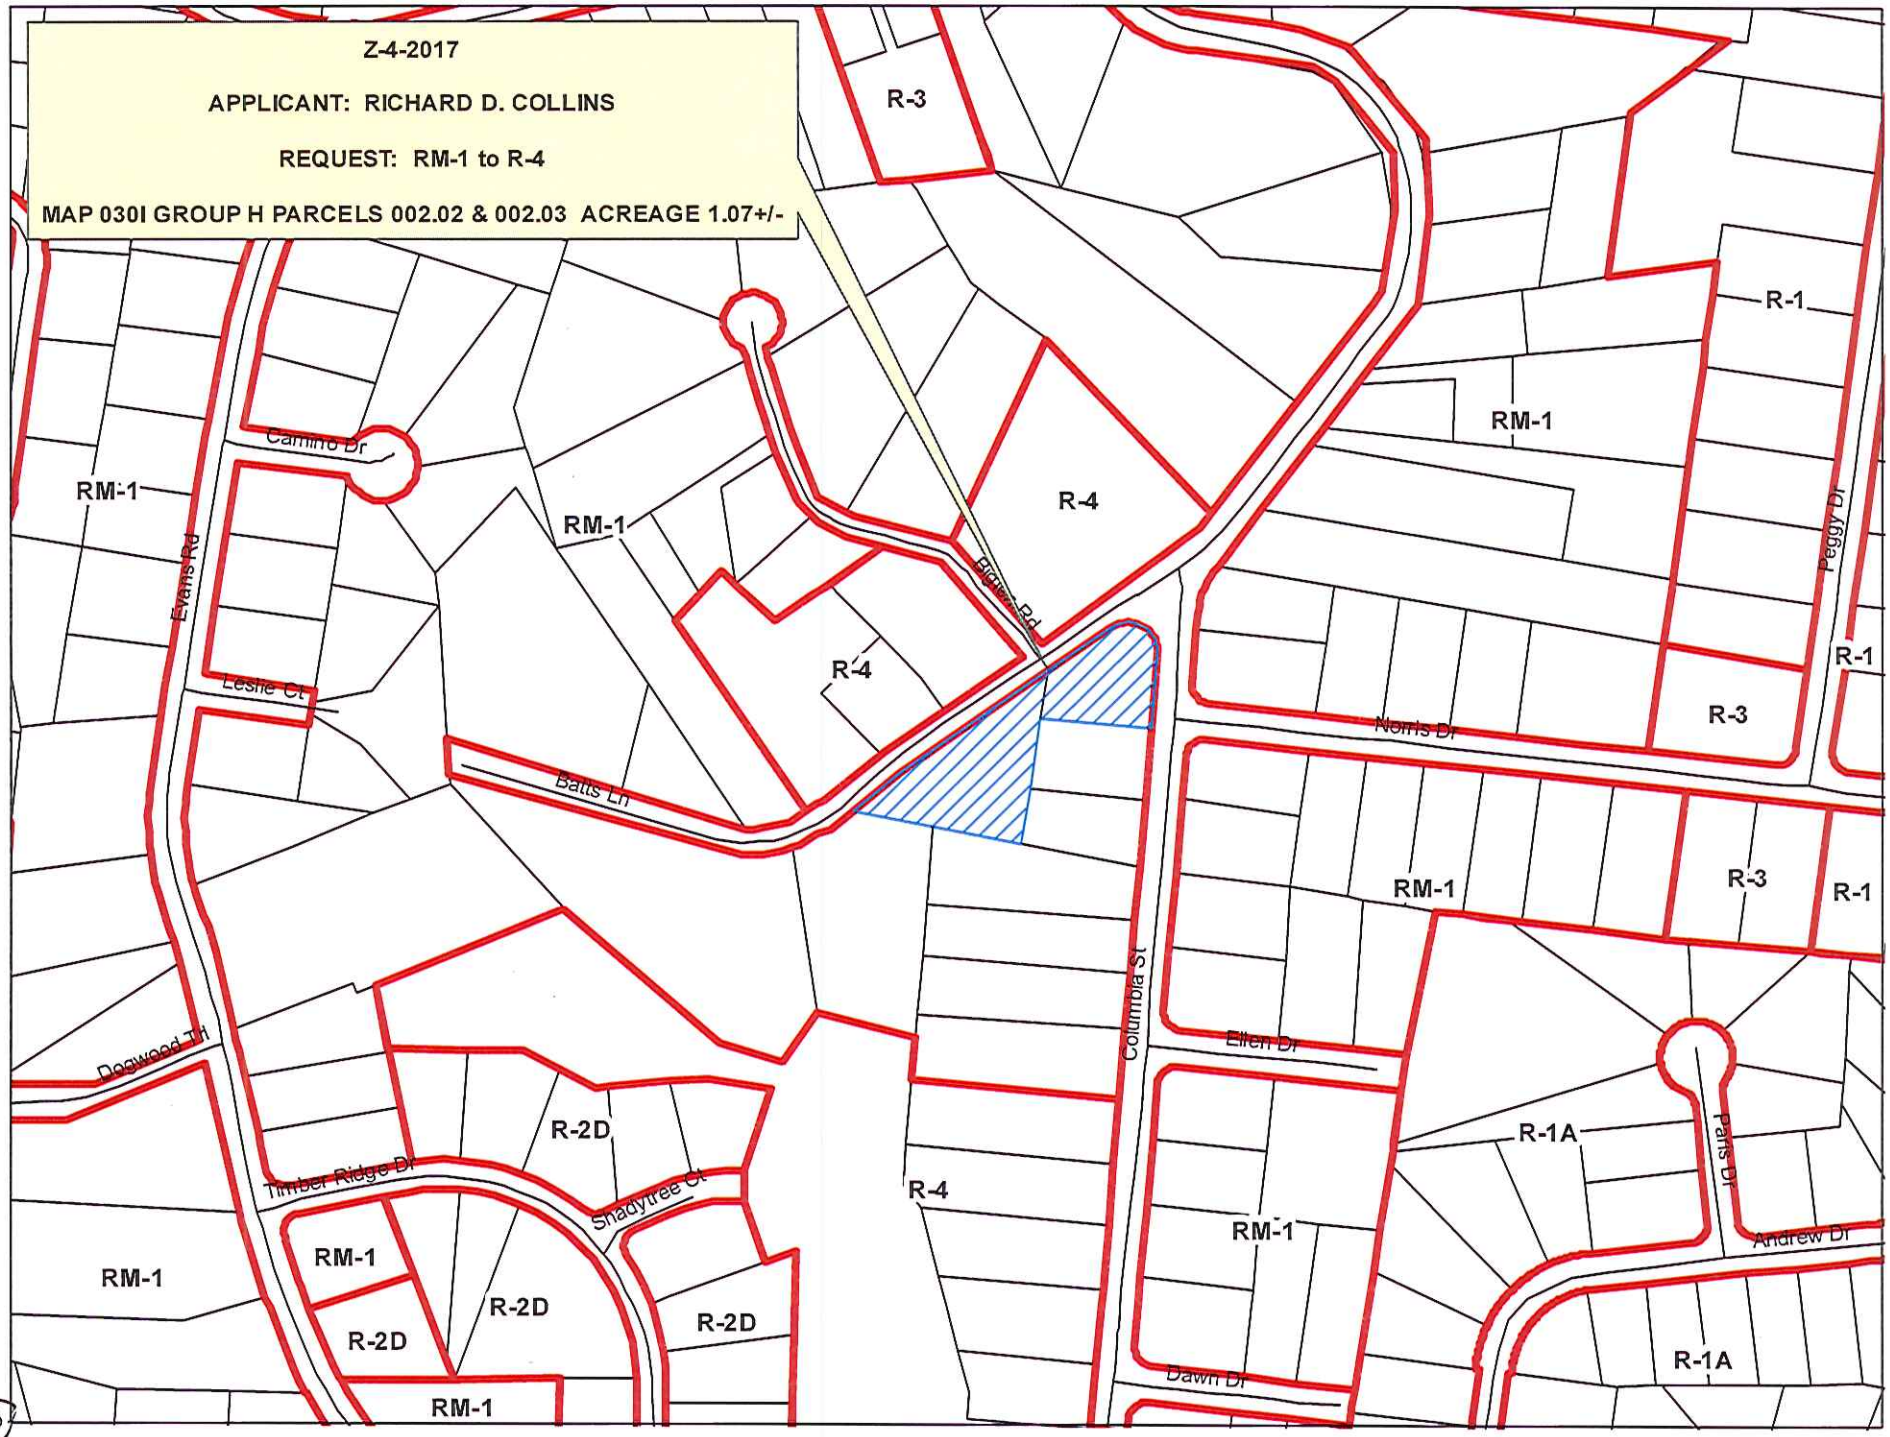 Z-4-2017
APPLICANT: RICHARD D. COLLINS
REQUEST: RM-1 to R-4
MAP 030I GROUP H PARCELS 002.02 & 002.03 ACREAGE 1.07+/-
R-3
R-1
RM-1
Camino Dr
RM-1
R-4
RM-1
Peggy Dr
Evans Rd
Rd
R-1
R-4
Leslie Ct
R-3
Norris Dr
Batts Ln
RM-1
R-3
R-1
Columbia St
Ellen Dr
Dogwood Trl
R-2D
R-1A
Paris Dr
Timber Ridge Dr
Shadytree Ct
R-4
RM-1
Andrew Dr
RM-1
RM-1
R-2D
R-2D
R-2D
R-1A
Dawn Dr
RM-1